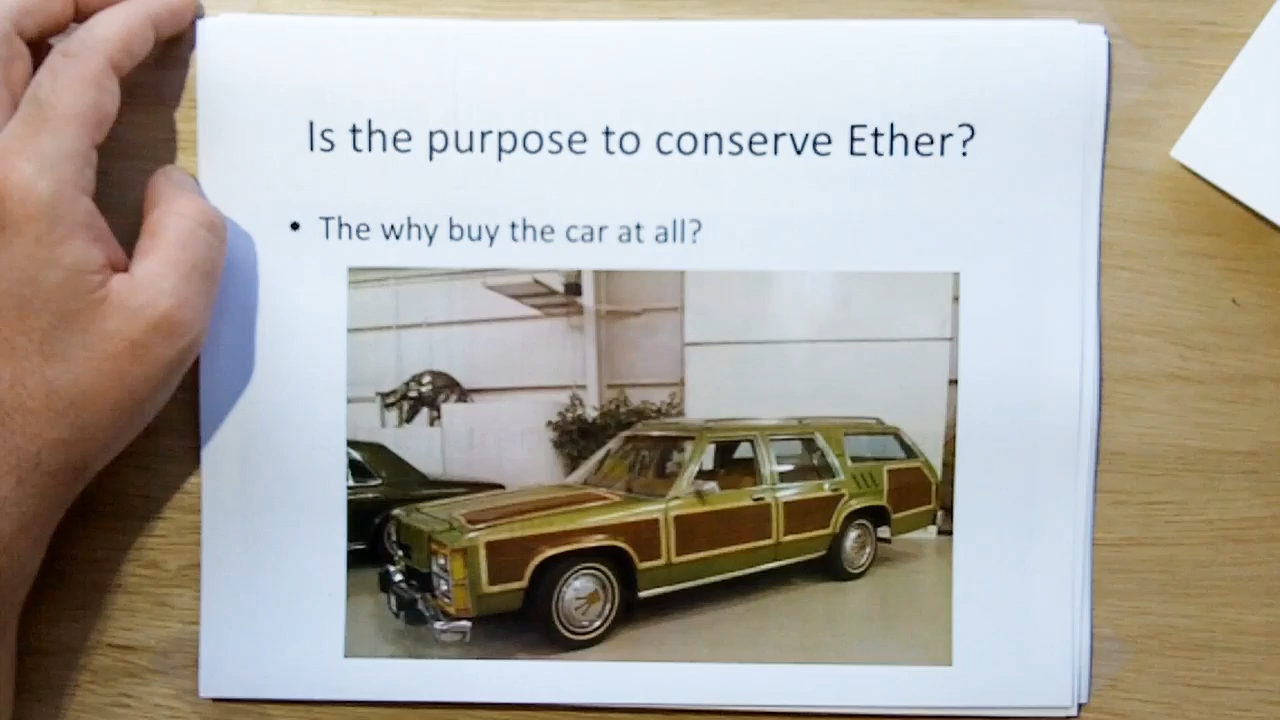 Is the purpose to conserve Ether?
• The why buy the car at all?